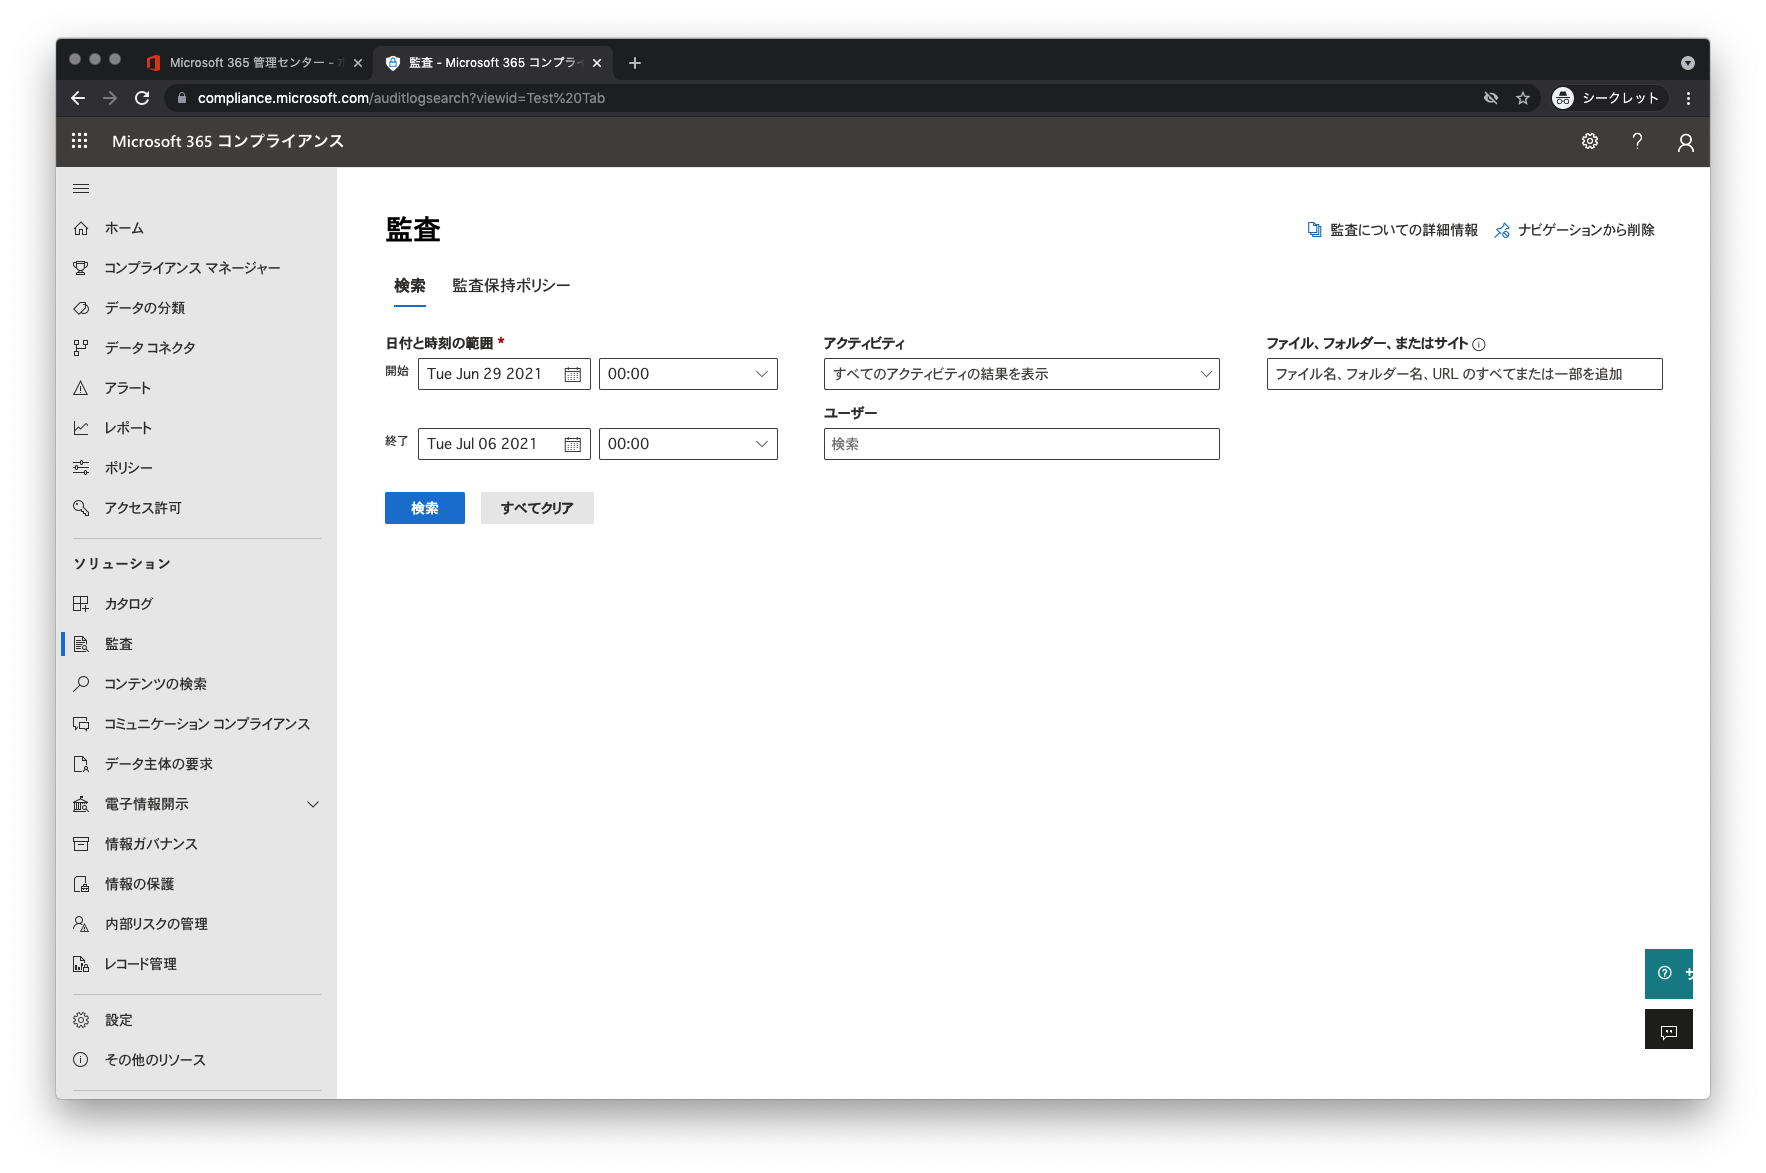 Microsoft 365 管理センター -
監査 - Microsoft 365 コンプラ
compliance.microsoft.com/auditlogsearch?viewid=Test%20Tab
シークレット
Microsoft 365 コンプライアンス
ホーム
コンプライアンス マネージャー
データの分類
データ コネクタ
アラート
レポート
ポリシー
アクセス許可
ソリューション
カタログ
監査
コンテンツの検索
コミュニケーション コンプライアンス
データ主体の要求
電子情報開示
情報ガバナンス
情報の保護
内部リスクの管理
レコード管理
設定
その他のリソース
監査
監査についての詳細情報
ナビゲーションから削除
検索 監査保持ポリシー
日付と時刻の範囲 *
開始 Tue Jun 29 2021 00:00
終了 Tue Jul 06 2021 00:00
アクティビティ
すべてのアクティビティの結果を表示
ユーザー
検索
ファイル、フォルダー、またはサイト
ファイル名、フォルダー名、URL のすべてまたは一部を追加
検索 すべてクリア